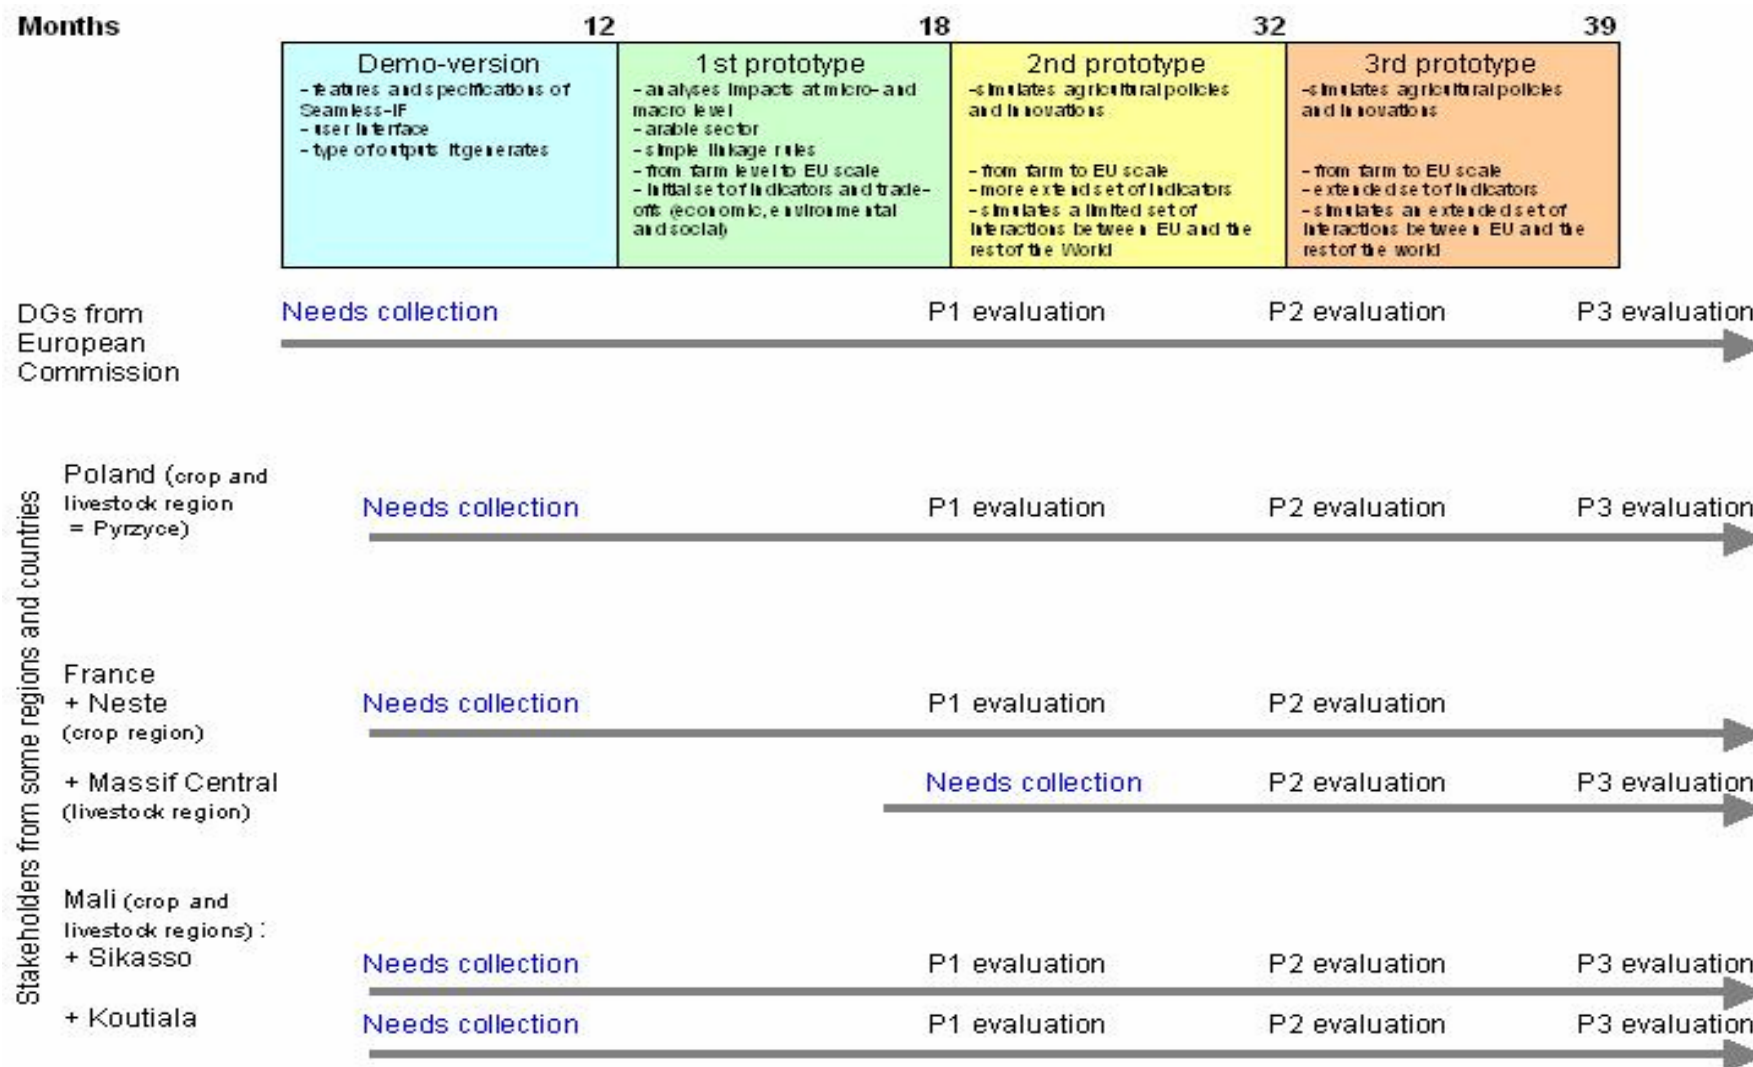 Months 12 18 32 39
Demo-version
- features and specifications of
Seamless-IF
- user interface
- type of outputs it generates
1st prototype
- analyses impacts at micro- and
macro level
- arable sector
- simple linkage rules
- from farm level to EU scale
- initial set of indicators and trade-
offs (economic, environmental
and social)
2nd prototype
-simulates agricultural policies
and innovations
- from farm to EU scale
- more extend set of indicators
- simulates a limited set of
interactions between EU and the
rest of the World
3rd prototype
-simulates agricultural policies
and innovations
- from farm to EU scale
- extended set of indicators
- simulates an extended set of
interactions between EU and the
rest of the world
DGs from
European
Commission
Needs collection P1 evaluation P2 evaluation P3 evaluation
Stakeholders from some regions and countries
Poland (crop and
livestock region
= Pyrzyce)
Needs collection P1 evaluation P2 evaluation P3 evaluation
France
+ Neste
(crop region)
Needs collection P1 evaluation P2 evaluation
+ Massif Central
(livestock region)
Needs collection P2 evaluation P3 evaluation
Mali (crop and
livestock regions) :
+ Sikasso
Needs collection P1 evaluation P2 evaluation P3 evaluation
+ Koutiala
Needs collection P1 evaluation P2 evaluation P3 evaluation